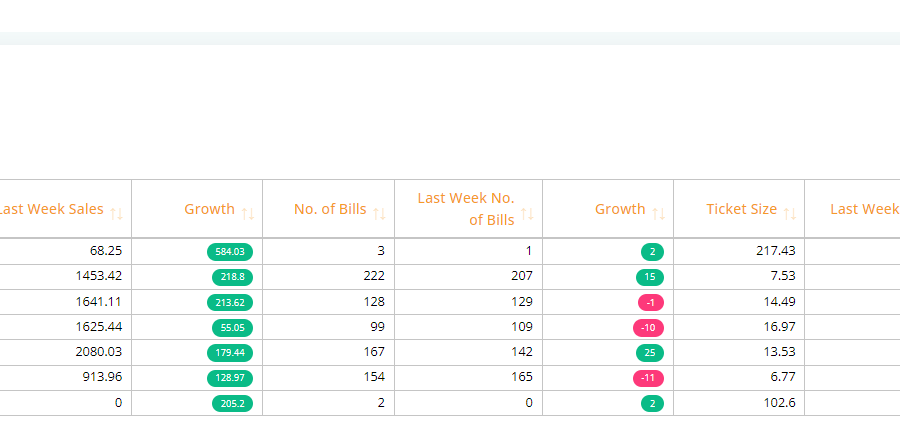 Last Week Sales Growth No. of Bills Last Week No. of Bills Growth Ticket Size Last Week
68.25 584.03 3 1 2 217.43
1453.42 218.8 222 207 15 7.53
1641.11 213.62 128 129 -1 14.49
1625.44 55.05 99 109 -10 16.97
2080.03 179.44 167 142 25 13.53
913.96 128.97 154 165 -11 6.77
0 205.2 2 0 2 102.6